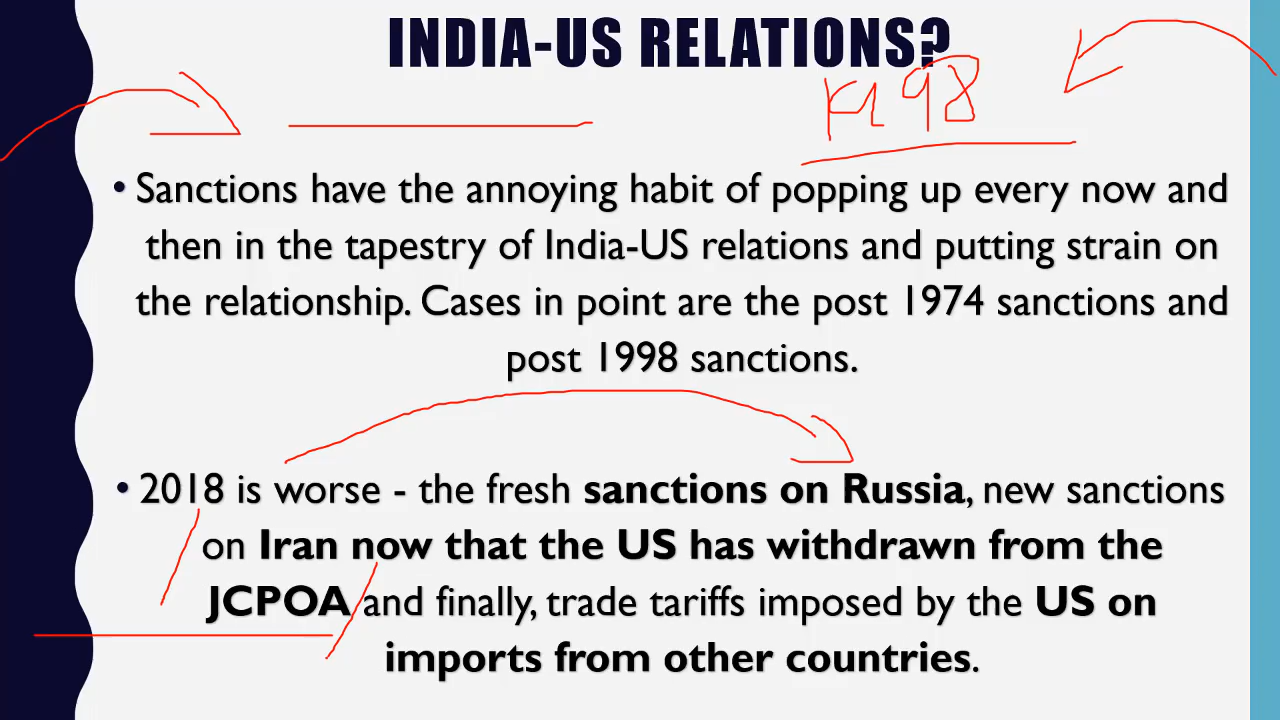 INDIA-US RELATIONS?
98
• Sanctions have the annoying habit of popping up every now and
then in the tapestry of India-US relations and putting strain on
the relationship. Cases in point are the post 1974 sanctions and
post 1998 sanctions.
• 2018 is worse - the fresh sanctions on Russia, new sanctions
on Iran now that the US has withdrawn from the
JCPOA and finally, trade tariffs imposed by the US on
imports from other countries.